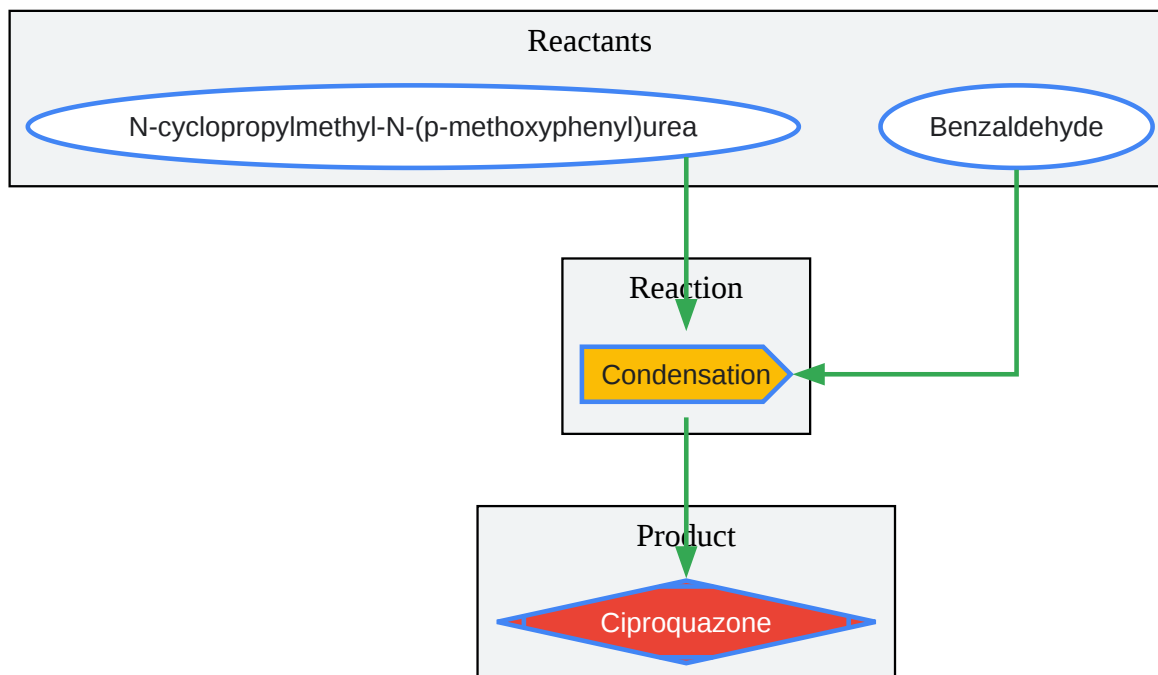 Reactants
N-cyclopropylmethyl-N-(p-methoxyphenyl)urea
Benzaldehyde
Reaction
Condensation
Product
Ciproquazone